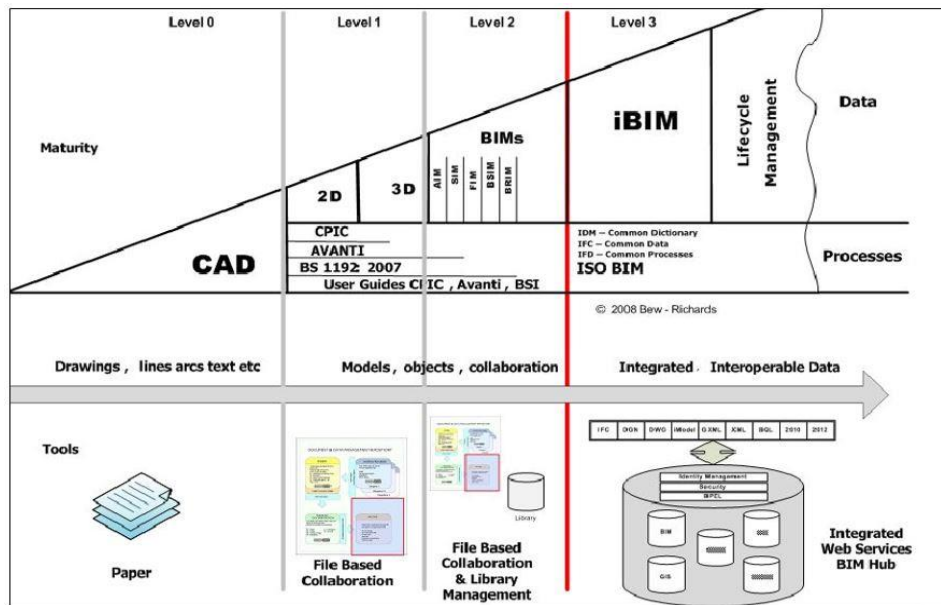 Level 0
Level 1
Level 2
Level 3
Maturity
CAD
2D
3D
BIMs
AIM
SIM
FIM
BSIM
BRIM
iBIM
Lifecycle
Management
Data
CPIC
AVANTI
BS 1192: 2007
User Guides CPIC , Avanti , BSI
IDM – Common Dictionary
IFC – Common Data
IFD – Common Processes
ISO BIM
Processes
© 2008 Bew - Richards
Drawings , lines arcs text etc
Models , objects , collaboration
Integrated , Interoperable Data
Tools
Paper
File Based
Collaboration
Library
File Based
Collaboration
& Library
Management
IFC
DGN
DWG
iModel
GXML
XML
SQL
2010
2012
Identity Management
Security
BPEL
BIM
GIS
Integrated
Web Services
BIM Hub